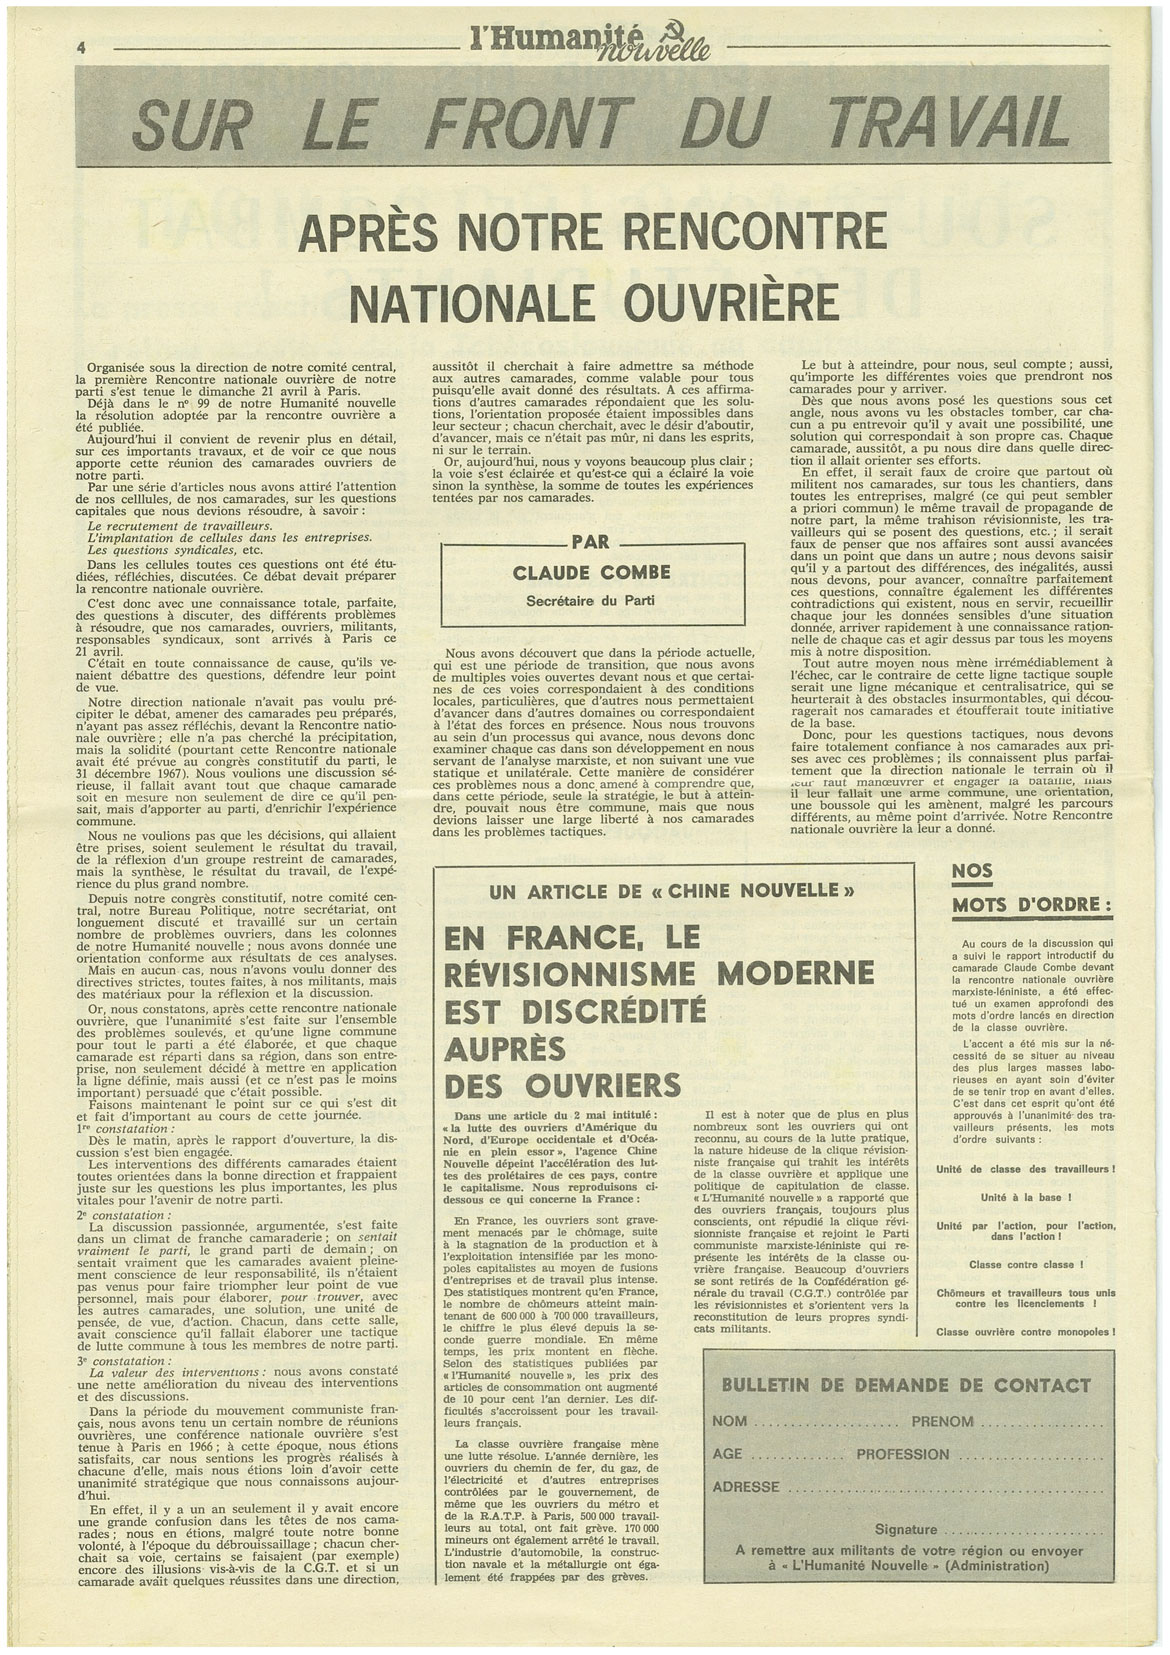 4
l'Humanité
nouvelle
SUR LE FRONT DU TRAVAIL
APRÈS NOTRE RENCONTRE
NATIONALE OUVRIÈRE
Organisée sous la direction de notre comité central,
la première Rencontre nationale ouvrière de notre
parti s'est tenue le dimanche 21 avril à Paris.
Déjà dans le n° 99 de notre Humanité nouvelle
la résolution adoptée par la rencontre ouvrière a
été publiée.
Aujourd'hui il convient de revenir plus en détail,
sur ces importants travaux, et de voir ce que nous
apporte cette réunion des camarades ouvriers de
notre parti.
Par une série d'articles nous avons attiré l'attention
de nos celllules, de nos camarades, sur les questions
capitales que nous devions résoudre, à savoir :
Le recrutement de travailleurs.
L'implantation de cellules dans les entreprises.
Les questions syndicales, etc.
Dans les cellules toutes ces questions ont été étu-
diées, réfléchies, discutées. Ce débat devait préparer
la rencontre nationale ouvrière.
C'est donc avec une connaissance totale, parfaite,
des questions à discuter, des différents problèmes
à résoudre, que nos camarades, ouvriers, militants,
responsables syndicaux, sont arrivés à Paris ce
21 avril.
C'était en toute connaissance de cause, qu'ils ve-
naient débattre des questions, défendre leur point
de vue.
Notre direction nationale n'avait pas voulu pré-
cipiter le débat, amener des camarades peu préparés,
n'ayant pas assez réfléchis, devant la Rencontre natio-
nale ouvrière ; elle n'a pas cherché la précipitation,
mais la solidité (pourtant cette Rencontre nationale
avait été prévue au congrès constitutif du parti, le
31 décembre 1967). Nous voulions une discussion sé-
rieuse, il fallait avant tout que chaque camarade
soit en mesure non seulement de dire ce qu'il pen-
sait, mais d'apporter au parti, d'enrichir l'expérience
commune.
Nous ne voulions pas que les décisions, qui allaient
être prises, soient seulement le résultat du travail,
de la réflexion d'un groupe restreint de camarades,
mais la synthèse, le résultat du travail, de l'expé-
rience du plus grand nombre.
Depuis notre congrès constitutif, notre comité cen-
tral, notre Bureau Politique, notre secrétariat, ont
longuement discuté et travaillé sur un certain
nombre de problèmes ouvriers, dans les colonnes
de notre Humanité nouvelle ; nous avons donnée une
orientation conforme aux résultats de ces analyses.
Mais en aucun cas, nous n'avons voulu donner des
directives strictes, toutes faites, à nos militants, mais
des matériaux pour la réflexion et la discussion.
Or, nous constatons, après cette rencontre nationale
ouvrière, que l'unanimité s'est faite sur l'ensemble
des problèmes soulevés, et qu'une ligne commune
pour tout le parti a été élaborée, et que chaque
camarade est réparti dans sa région, dans son entre-
prise, non seulement décidé à mettre en application
la ligne définie, mais aussi (et ce n'est pas le moins
important) persuadé que c'était possible.
Faisons maintenant le point sur ce qui s'est dit
et fait d'important au cours de cette journée.
1re constatation :
Dès le matin, après le rapport d'ouverture, la dis-
cussion s'est bien engagée.
Les interventions des différents camarades étaient
toutes orientées dans la bonne direction et frappaient
juste sur les questions les plus importantes, les plus
vitales pour l'avenir de notre parti.
2e constatation :
La discussion passionnée, argumentée, s'est faite
dans un climat de franche camaraderie ; on sentait
vraiment le parti, le grand parti de demain ; on
sentait vraiment que les camarades avaient pleine-
ment conscience de leur responsabilité, ils n'étaient
pas venus pour faire triompher leur point de vue
personnel, mais pour élaborer, pour trouver, avec
les autres camarades, une solution, une unité de
pensée, de vue, d'action. Chacun, dans cette salle,
avait conscience qu'il fallait élaborer une tactique
de lutte commune à tous les membres de notre parti.
3e constatation :
La valeur des interventions : nous avons constaté
une nette amélioration du niveau des interventions
et des discussions.
Dans la période du mouvement communiste fran-
çais, nous avons tenu un certain nombre de réunions
ouvrières, une conférence nationale ouvrière s'est
tenue à Paris en 1966 ; à cette époque, nous étions
satisfaits, car nous sentions les progrès réalisés à
chacune d'elle, mais nous étions loin d'avoir cette
unanimité stratégique que nous connaissons aujour-
d'hui.
En effet, il y a un an seulement il y avait encore
une grande confusion dans les têtes de nos cama-
rades ; nous en étions, malgré toute notre bonne
volonté, à l'époque du débrouissaillage ; chacun cher-
chait sa voie, certains se faisaient (par exemple)
encore des illusions vis-à-vis de la C.G.T. et si un
camarade avait quelques réussites dans une direction,
aussitôt il cherchait à faire admettre sa méthode
aux autres camarades, comme valable pour tous
puisqu'elle avait donné des résultats. A ces affirma-
tions d'autres camarades répondaient que les solu-
tions, l'orientation proposée étaient impossibles dans
leur secteur ; chacun cherchait, avec le désir d'aboutir,
d'avancer, mais ce n'était pas mûr, ni dans les esprits,
ni sur le terrain.
Or, aujourd'hui, nous y voyons beaucoup plus clair ;
la voie s'est éclairée et qu'est-ce qui a éclairé la voie
sinon la synthèse, la somme de toutes les expériences
tentées par nos camarades.
PAR
CLAUDE COMBE
Secrétaire du Parti
Nous avons découvert que dans la période actuelle,
qui est une période de transition, que nous avons
de multiples voies ouvertes devant nous et que certai-
nes de ces voies correspondaient à des conditions
locales, particulières, que d'autres nous permettaient
d'avancer dans d'autres domaines ou correspondaient
à l'état des forces en présence. Nous nous trouvons
au sein d'un processus qui avance, nous devons donc
examiner chaque cas dans son développement en nous
servant de l'analyse marxiste, et non suivant une vue
statique et unilatérale. Cette manière de considérer
ces problèmes nous a donc amené à comprendre que,
dans cette période, seule la stratégie, le but à attein-
dre, pouvait nous être commune, mais que nous
devions laisser une large liberté à nos camarades
dans les problèmes tactiques.
Le but à atteindre, pour nous, seul compte ; aussi,
qu'importe les différentes voies que prendront nos
camarades pour y arriver.
Dès que nous avons posé les questions sous cet
angle, nous avons vu les obstacles tomber, car cha-
cun a pu entrevoir qu'il y avait une possibilité, une
solution qui correspondait à son propre cas. Chaque
camarade, aussitôt, a pu nous dire dans quelle direc-
tion il allait orienter ses efforts.
En effet, il serait faux de croire que partout où
militent nos camarades, sur tous les chantiers, dans
toutes les entreprises, malgré (ce qui peut sembler
a priori commun) le même travail de propagande de
notre part, la même trahison révisionniste, les tra-
vailleurs qui se posent des questions, etc. ; il serait
faux de penser que nos affaires sont aussi avancées
dans un point que dans un autre ; nous devons saisir
qu'il y a partout des différences, des inégalités, aussi
nous devons, pour avancer, connaître parfaitement
ces questions, connaître également les différentes
contradictions qui existent, nous en servir, recueillir
chaque jour les données sensibles d'une situation
donnée, arriver rapidement à une connaissance ration-
nelle de chaque cas et agir dessus par tous les moyens
mis à notre disposition.
Tout autre moyen nous mène irrémédiablement à
l'échec, car le contraire de cette ligne tactique souple
serait une ligne mécanique et centralisatrice, qui se
heurterait à des obstacles insurmontables, qui décou-
ragerait nos camarades et étoufferait toute initiative
de la base.
Donc, pour les questions tactiques, nous devons
faire totalement confiance à nos camarades aux pri-
ses avec ces problèmes ; ils connaissent plus parfai-
tement que la direction nationale le terrain où il
leur faut manœuvrer et engager la bataille, mais
il leur fallait une arme commune, une orientation,
une boussole qui les amènent, malgré les parcours
différents, au même point d'arrivée. Notre Rencontre
nationale ouvrière la leur a donné.
UN ARTICLE DE « CHINE NOUVELLE »
EN FRANCE, LE
RÉVISIONNISME MODERNE
EST DISCRÉDITÉ
AUPRÈS
DES OUVRIERS
Dans une article du 2 mai intitulé :
« la lutte des ouvriers d'Amérique du
Nord, d'Europe occidentale et d'Océa-
nie en plein essor », l'agence Chine
Nouvelle dépeint l'accélération des lut-
tes des prolétaires de ces pays, contre
le capitalisme. Nous reproduisons ci-
dessous ce qui concerne la France :
En France, les ouvriers sont grave-
ment menacés par le chômage, suite
à la stagnation de la production et à
l'exploitation intensifiée par les mono-
poles capitalistes au moyen de fusions
d'entreprises et de travail plus intense.
Des statistiques montrent qu'en France,
le nombre de chômeurs atteint main-
tenant de 600 000 à 700 000 travailleurs,
le chiffre le plus élevé depuis la se-
conde guerre mondiale. En même
temps, les prix montent en flèche.
Selon des statistiques publiées par
« l'Humanité nouvelle », les prix des
articles de consommation ont augmenté
de 10 pour cent l'an dernier. Les dif-
ficultés s'accroissent pour les travail-
leurs français.
La classe ouvrière française mène
une lutte résolue. L'année dernière, les
ouvriers du chemin de fer, du gaz, de
l'électricité et d'autres entreprises
contrôlées par le gouvernement, de
même que les ouvriers du métro et
de la R.A.T.P. à Paris, 500 000 travail-
leurs au total, ont fait grève. 170 000
mineurs ont également arrêté le travail.
L'industrie d'automobile, la construc-
tion navale et la métallurgie ont éga-
lement été frappées par des grèves.
Il est à noter que de plus en plus
nombreux sont les ouvriers qui ont
reconnu, au cours de la lutte pratique,
la nature hideuse de la clique révision-
niste française qui trahit les intérêts
de la classe ouvrière et applique une
politique de capitulation de classe.
« L'Humanité nouvelle » a rapporté que
des ouvriers français, toujours plus
conscients, ont répudié la clique révi-
sionniste française et rejoint le Parti
communiste marxiste-léniniste qui re-
présente les intérêts de la classe ou-
vrière française. Beaucoup d'ouvriers
se sont retirés de la Confédération gé-
nérale du travail (C.G.T.) contrôlée par
les révisionnistes et s'orientent vers la
reconstitution de leurs propres syndi-
cats militants.
NOS
MOTS D'ORDRE :
Au cours de la discussion qui
a suivi le rapport introductif du
camarade Claude Combe devant
la rencontre nationale ouvrière
marxiste-léniniste, a été effec-
tué un examen approfondi des
mots d'ordre lancés en direction
de la classe ouvrière.
L'accent a été mis sur la né-
cessité de se situer au niveau
des plus larges masses labo-
rieuses en ayant soin d'éviter
de se tenir trop en avant d'elles.
C'est dans cet esprit qu'ont été
approuvés à l'unanimité des tra-
vailleurs présents, les mots
d'ordre suivants :
Unité de classe des travailleurs !
Unité à la base !
Unité par l'action, pour l'action,
dans l'action !
Classe contre classe !
Chômeurs et travailleurs tous unis
contre les licenciements !
Classe ouvrière contre monopoles !
BULLETIN DE DEMANDE DE CONTACT
NOM .................... PRENOM ..................
AGE .............. PROFESSION ......................
ADRESSE ..............................................
Signature .......................
A remettre aux militants de votre région ou envoyer
à « L'Humanité Nouvelle » (Administration)